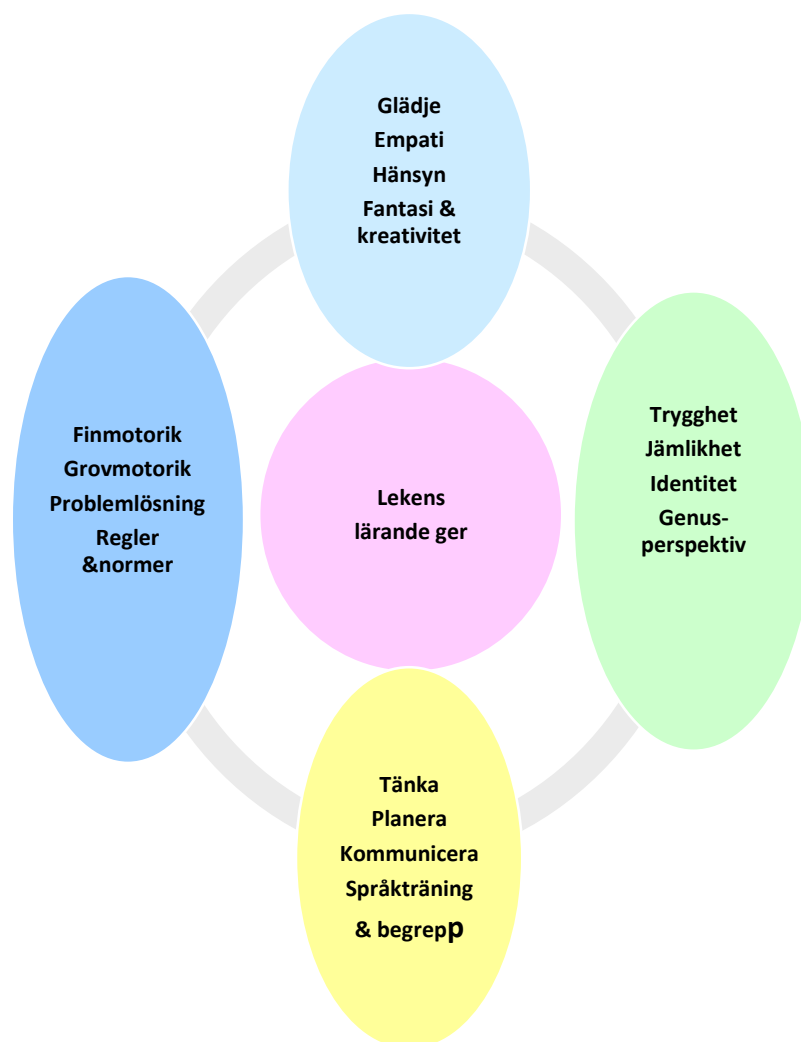 Glädje
Empati
Hänsyn
Fantasi &
kreativitet
Finmotorik
Grovmotorik
Problemlösning
Regler
&normer
Lekens
lärande ger
Trygghet
Jämlikhet
Identitet
Genus-
perspektiv
Tänka
Planera
Kommunicera
Språkträning
& begrepp